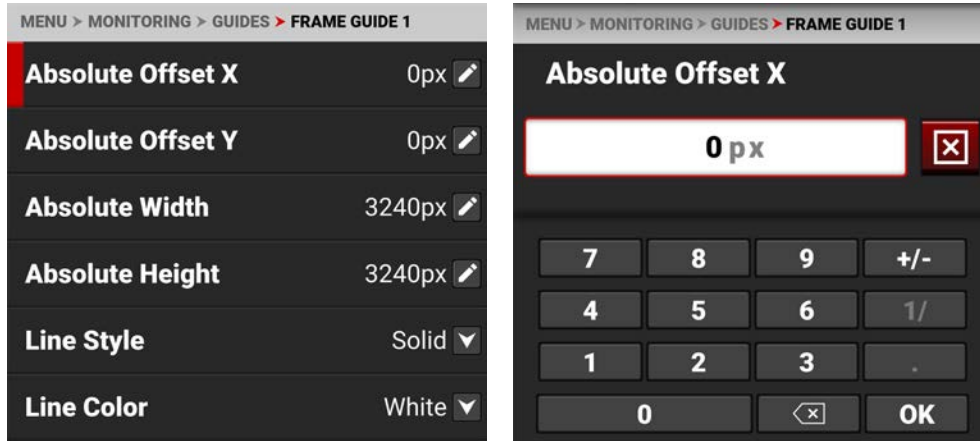 MENU > MONITORING > GUIDES > FRAME GUIDE 1
Absolute Offset X 0px
Absolute Offset Y 0px
Absolute Width 3240px
Absolute Height 3240px
Line Style Solid
Line Color White
MENU > MONITORING > GUIDES > FRAME GUIDE 1
Absolute Offset X
0 px
7 8 9 +/-
4 5 6 1/
1 2 3 .
0 OK